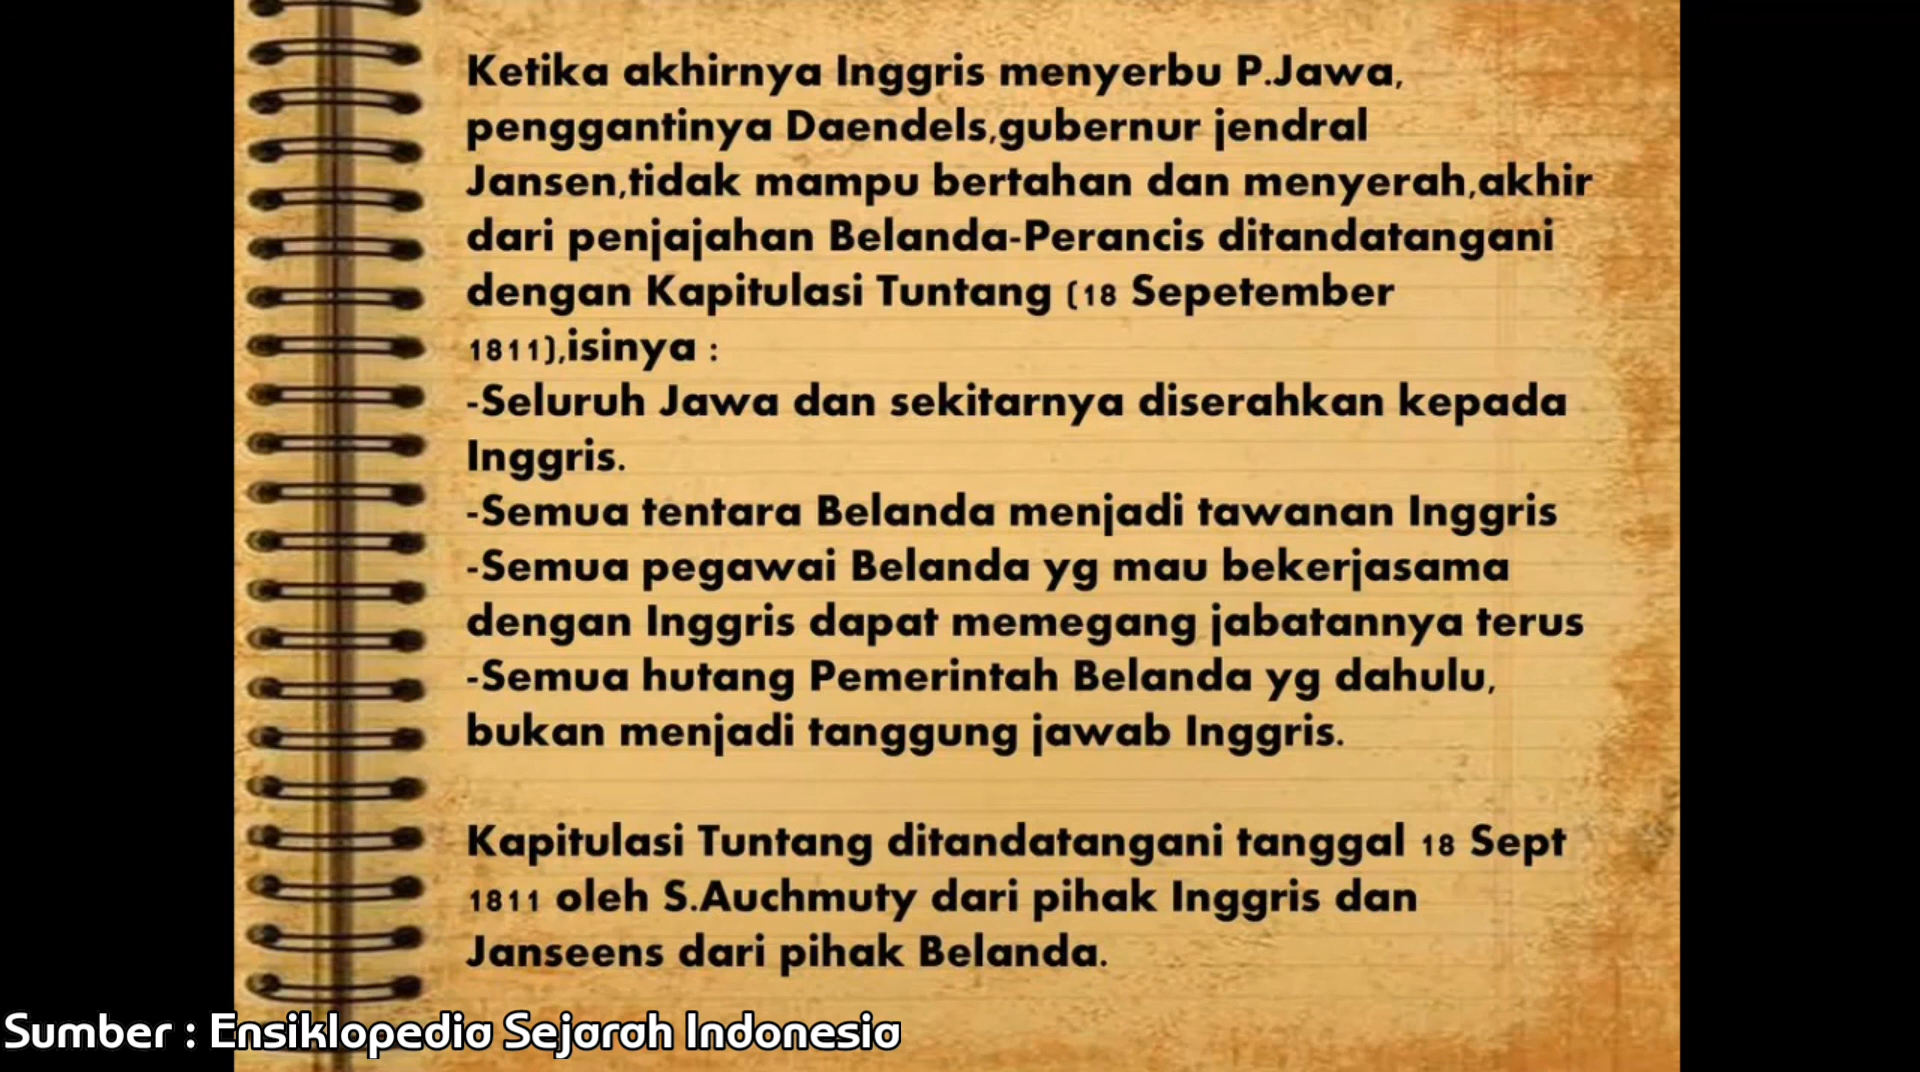 Ketika akhirnya Inggris menyerbu P.Jawa,
penggantinya Daendels,gubernur jendral
Jansen,tidak mampu bertahan dan menyerah,akhir
dari penjajahan Belanda-Perancis ditandatangani
dengan Kapitulasi Tuntang (18 Sepetember
1811),isinya :
-Seluruh Jawa dan sekitarnya diserahkan kepada
Inggris.
-Semua tentara Belanda menjadi tawanan Inggris
-Semua pegawai Belanda yg mau bekerjasama
dengan Inggris dapat memegang jabatannya terus
-Semua hutang Pemerintah Belanda yg dahulu,
bukan menjadi tanggung jawab Inggris.
Kapitulasi Tuntang ditandatangani tanggal 18 Sept
1811 oleh S.Auchmuty dari pihak Inggris dan
Janseens dari pihak Belanda.
Sumber : Ensiklopedia Sejarah Indonesia